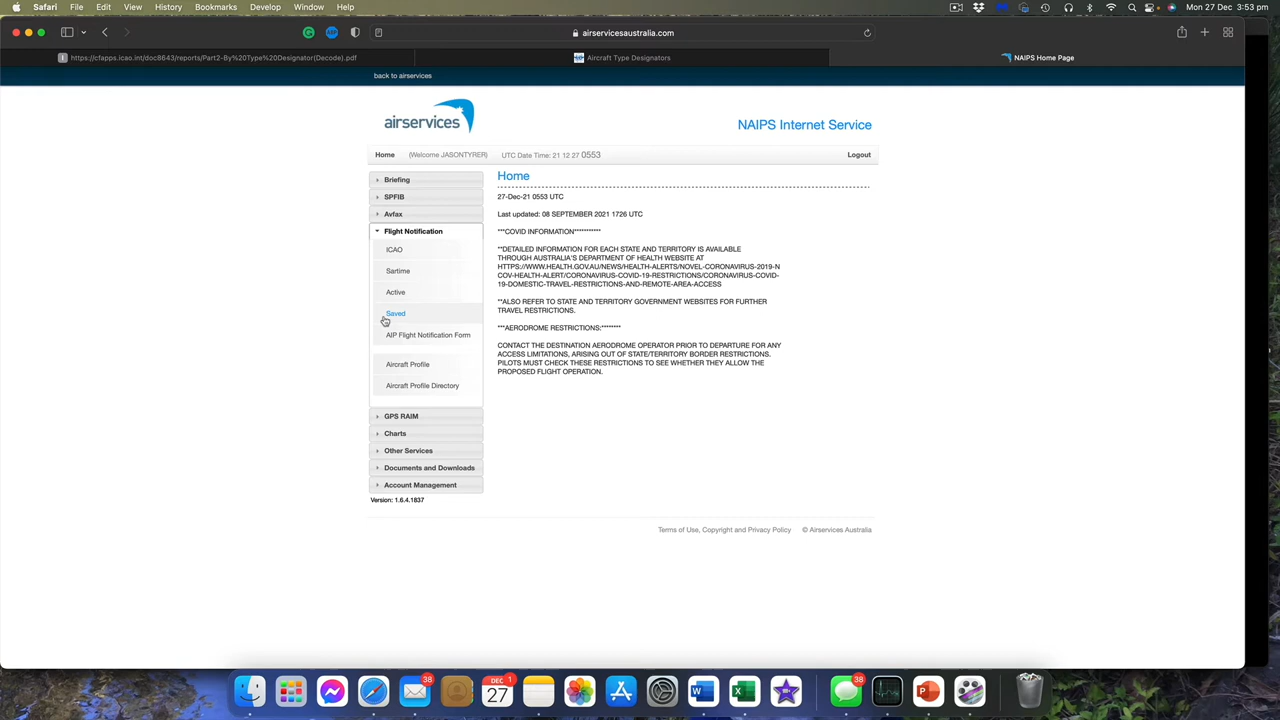 Safari File Edit View History Bookmarks Develop Window Help Mon 27 Dec 3:53 pm
airservicesaustralia.com
https://cfapps.icao.int/doc8643/reports/Part2-By%20Type%20Designator(Decode).pdf
Aircraft Type Designators
NAIPS Home Page
back to airservices
airservices
NAIPS Internet Service
Home (Welcome JASONTYRER) UTC Date Time: 21 12 27 0553 Logout
Briefing
SPFIB
Avfax
Flight Notification
ICAO
Sartime
Active
Saved
AIP Flight Notification Form
Aircraft Profile
Aircraft Profile Directory
GPS RAIM
Charts
Other Services
Documents and Downloads
Account Management
Version: 1.6.4.1837
Home
27-Dec-21 0553 UTC
Last updated: 08 SEPTEMBER 2021 1726 UTC
***COVID INFORMATION***********
**DETAILED INFORMATION FOR EACH STATE AND TERRITORY IS AVAILABLE
THROUGH AUSTRALIA'S DEPARTMENT OF HEALTH WEBSITE AT
HTTPS://WWW.HEALTH.GOV.AU/NEWS/HEALTH-ALERTS/NOVEL-CORONAVIRUS-2019-N
COV-HEALTH-ALERT/CORONAVIRUS-COVID-19-RESTRICTIONS/CORONAVIRUS-COVID-
19-DOMESTIC-TRAVEL-RESTRICTIONS-AND-REMOTE-AREA-ACCESS
**ALSO REFER TO STATE AND TERRITORY GOVERNMENT WEBSITES FOR FURTHER
TRAVEL RESTRICTIONS.
***AERODROME RESTRICTIONS:********
CONTACT THE DESTINATION AERODROME OPERATOR PRIOR TO DEPARTURE FOR ANY
ACCESS LIMITATIONS, ARISING OUT OF STATE/TERRITORY BORDER RESTRICTIONS.
PILOTS MUST CHECK THESE RESTRICTIONS TO SEE WHETHER THEY ALLOW THE
PROPOSED FLIGHT OPERATION.
Terms of Use, Copyright and Privacy Policy © Airservices Australia
38
DEC 1
27
38